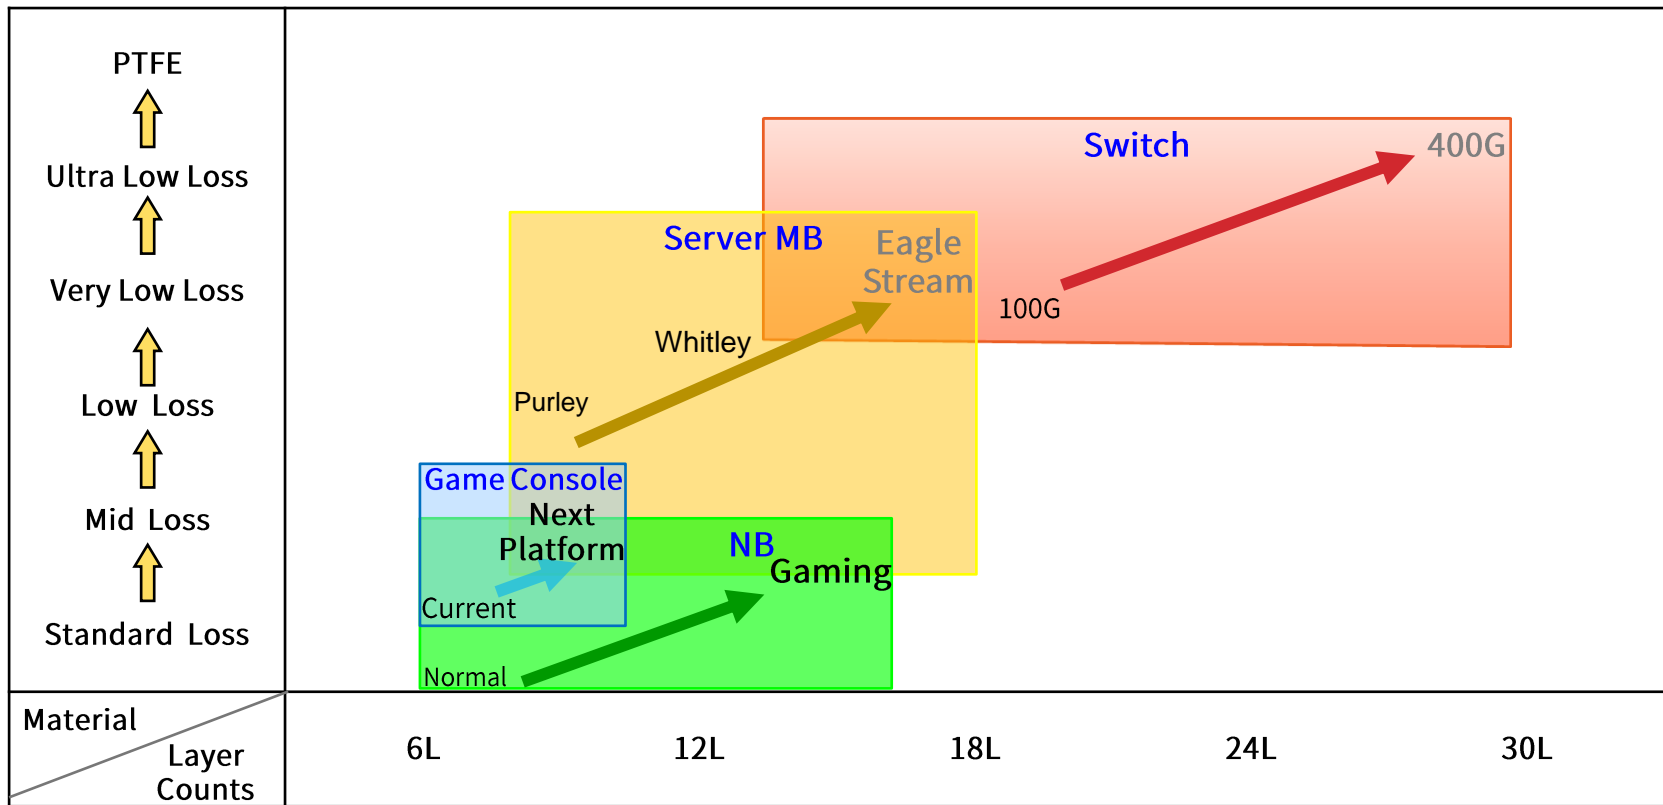 PTFE
Ultra Low Loss
Very Low Loss
Low Loss
Mid Loss
Standard Loss
Switch
400G
100G
Server MB
Eagle
Stream
Whitley
Purley
Game Console
Next
Platform
Current
NB
Gaming
Normal
Material
Layer
Counts
6L
12L
18L
24L
30L